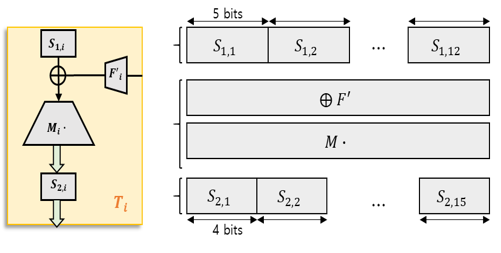 S₁,ᵢ
⊕
F'ᵢ
Mᵢ ·
S₂,ᵢ
Tᵢ
5 bits
S₁,₁ S₁,₂ … S₁,₁₂
⊕ F'
M ·
S₂,₁ S₂,₂ … S₂,₁₅
4 bits